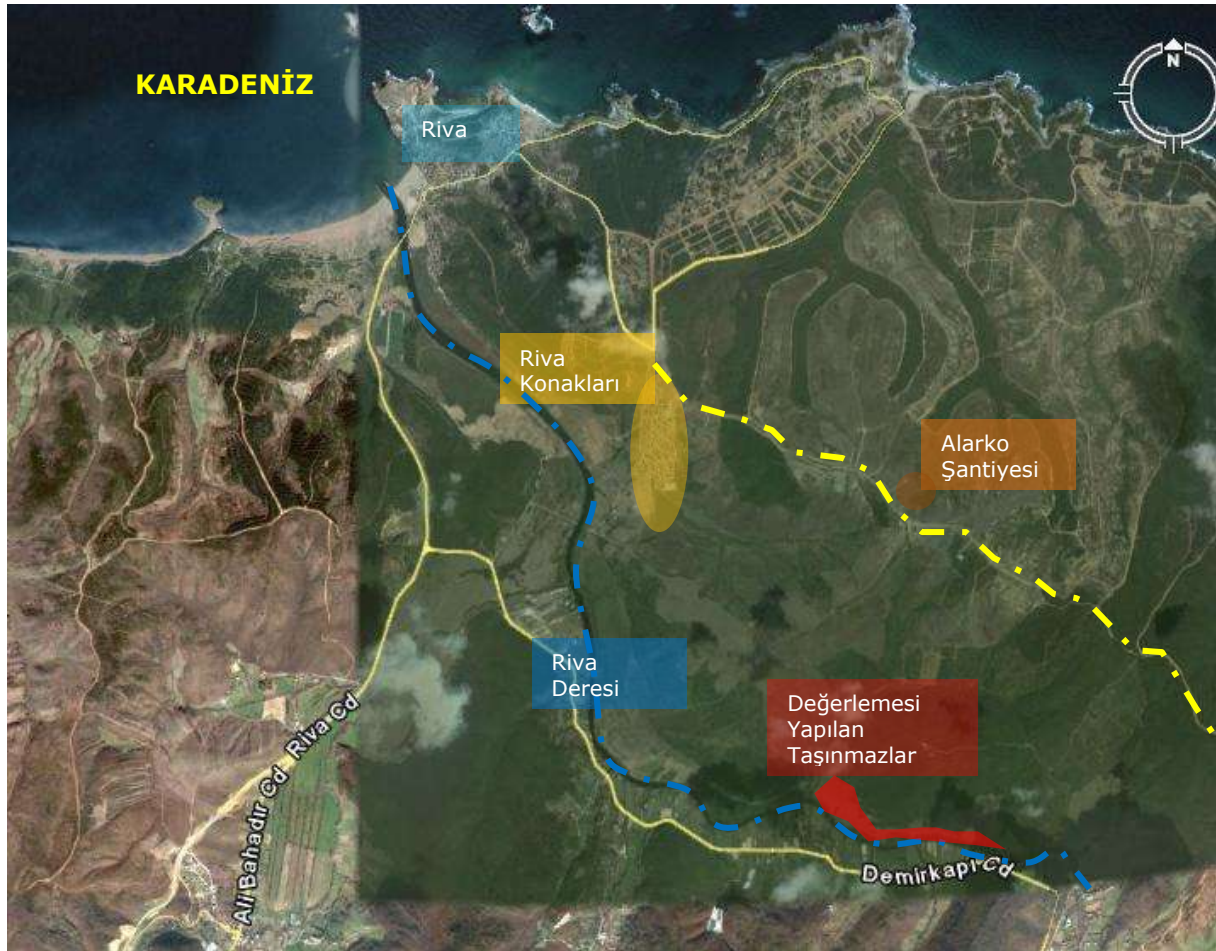 KARADENİZ
N
Riva
Riva
Konakları
Alarko
Şantiyesi
Riva
Deresi
Değerlemesi
Yapılan
Taşınmazlar
Riva Cd
Ali Bahadır Cd
Demirkapı Cd